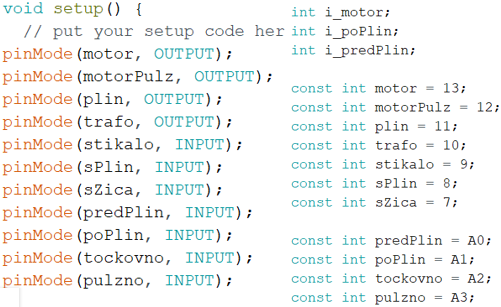 void setup() {
// put your setup code her
pinMode(motor, OUTPUT);
pinMode(motorPulz, OUTPUT);
pinMode(plin, OUTPUT);
pinMode(trafo, OUTPUT);
pinMode(stikalo, INPUT);
pinMode(sPlin, INPUT);
pinMode(sZica, INPUT);
pinMode(predPlin, INPUT);
pinMode(poPlin, INPUT);
pinMode(tockovno, INPUT);
pinMode(pulzno, INPUT);
int i_motor;
int i_poPlin;
int i_predPlin;
const int motor = 13;
const int motorPulz = 12;
const int plin = 11;
const int trafo = 10;
const int stikalo = 9;
const int sPlin = 8;
const int sZica = 7;
const int predPlin = A0;
const int poPlin = A1;
const int tockovno = A2;
const int pulzno = A3;